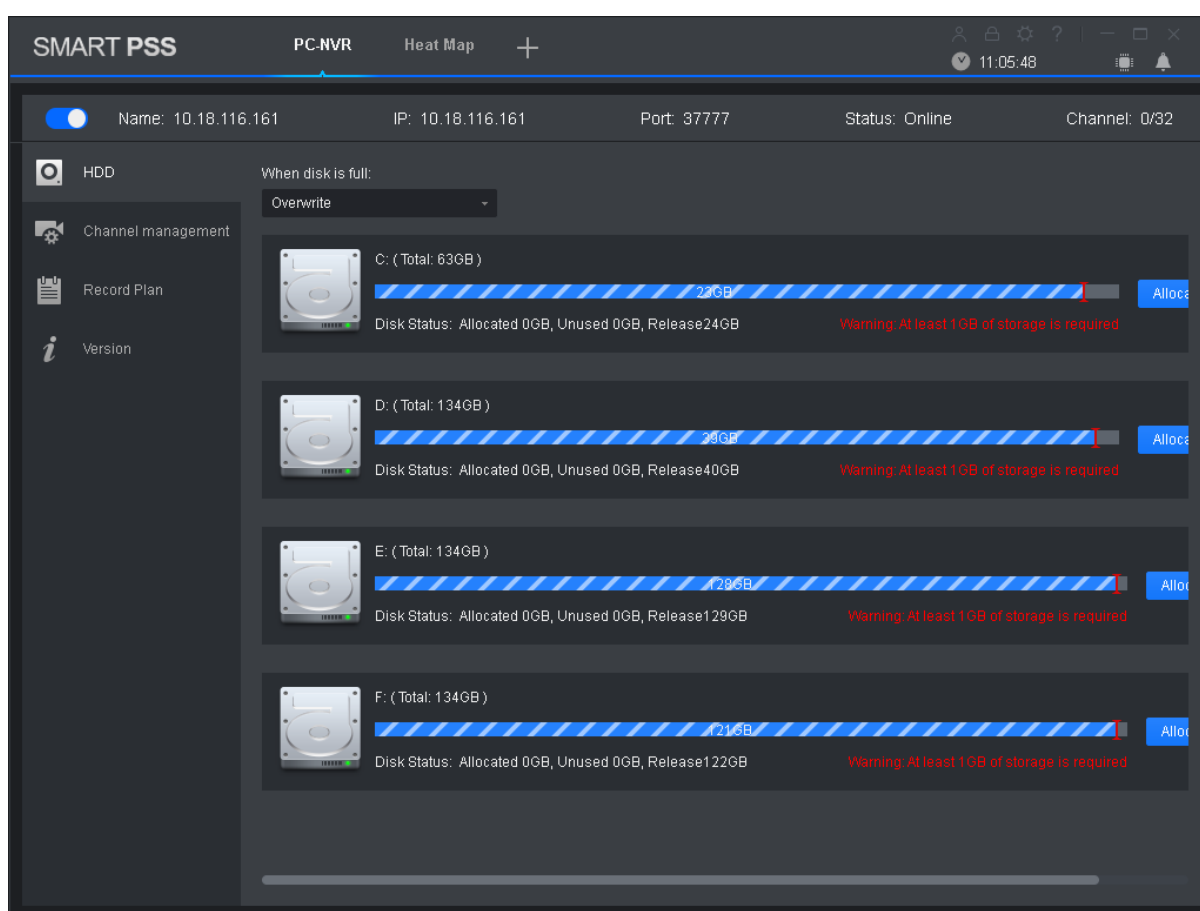 SMART PSS
PC-NVR
Heat Map
11:05:48
Name: 10.18.116.161
IP: 10.18.116.161
Port: 37777
Status: Online
Channel: 0/32
HDD
Channel management
Record Plan
Version
When disk is full:
Overwrite
C: ( Total: 63GB )
23GB
Disk Status: Allocated 0GB, Unused 0GB, Release24GB
Warning: At least 1GB of storage is required
Alloca
D: ( Total: 134GB )
39GB
Disk Status: Allocated 0GB, Unused 0GB, Release40GB
Warning: At least 1GB of storage is required
Alloca
E: ( Total: 134GB )
128GB
Disk Status: Allocated 0GB, Unused 0GB, Release129GB
Warning: At least 1GB of storage is required
Alloc
F: ( Total: 134GB )
121GB
Disk Status: Allocated 0GB, Unused 0GB, Release122GB
Warning: At least 1GB of storage is required
Alloc